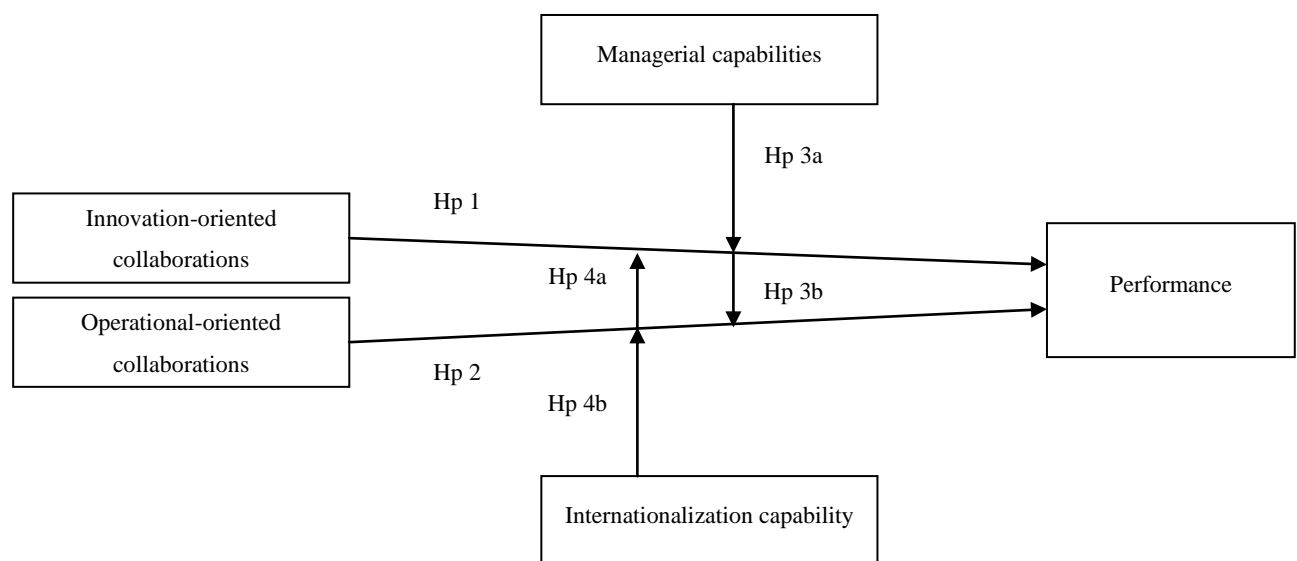 Managerial capabilities
Hp 3a
Hp 1
Innovation-oriented
collaborations
Hp 4a
Hp 3b
Performance
Operational-oriented
collaborations
Hp 2
Hp 4b
Internationalization capability